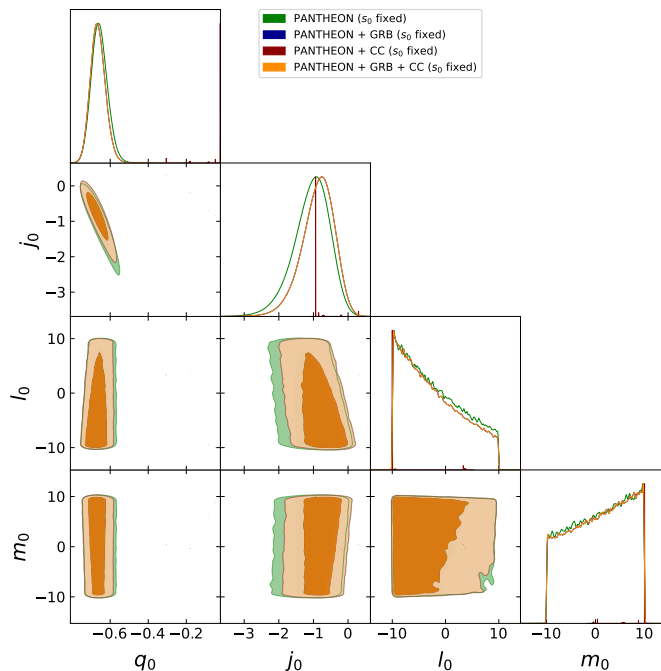 PANTHEON (s₀ fixed)
PANTHEON + GRB (s₀ fixed)
PANTHEON + CC (s₀ fixed)
PANTHEON + GRB + CC (s₀ fixed)
j₀
0
−1
−2
−3
l₀
10
0
−10
m₀
10
0
−10
−0.6 −0.4 −0.2
q₀
−3 −2 −1 0
j₀
−10 0 10
l₀
−10 0 10
m₀